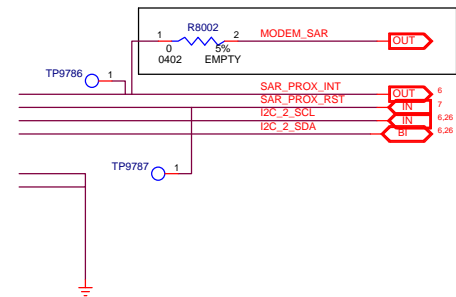 R8002
1 2 MODEM_SAR OUT
0 5%
0402 EMPTY
TP9786 1
SAR_PROX_INT OUT 6
SAR_PROX_RST IN 7
I2C_2_SCL IN 6,26
I2C_2_SDA BI 6,26
TP9787 1